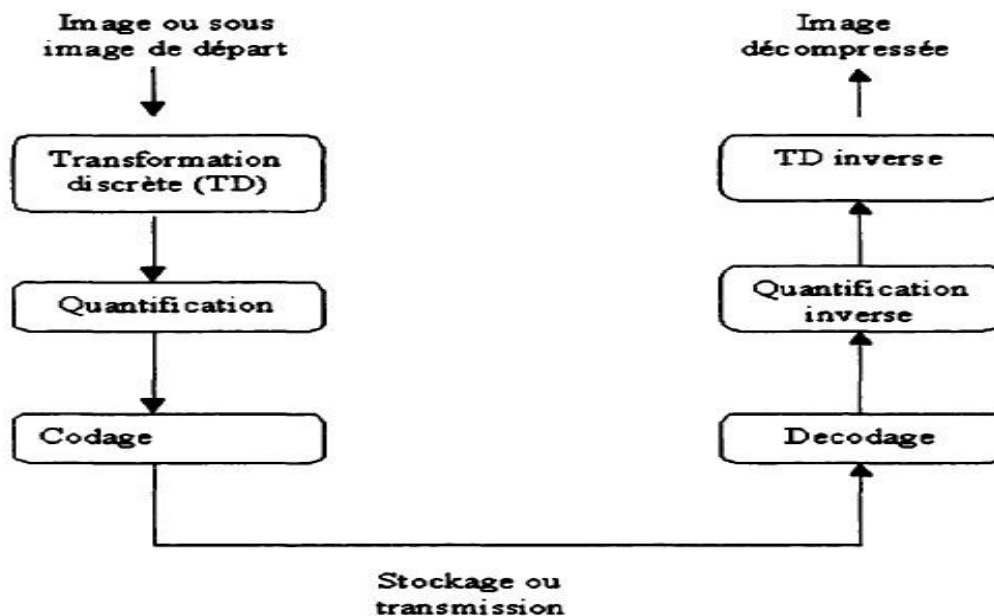 Image ou sous
image de départ
Transformation
discrète (TD)
Quantification
Codage
Stockage ou
transmission
Decodage
Quantification
inverse
TD inverse
Image
décompressée